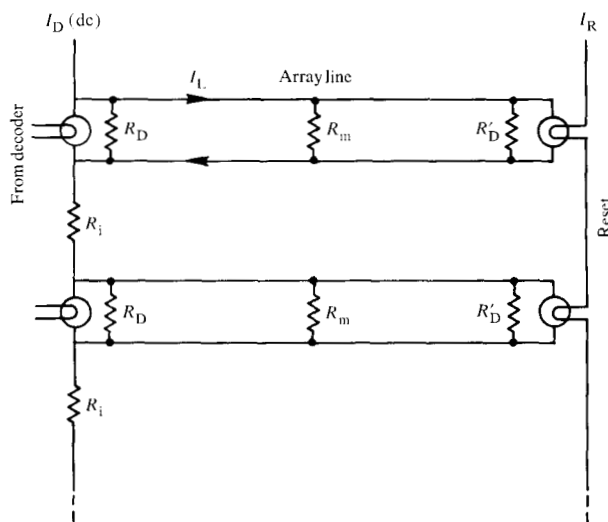 I_D (dc)
I_R
I_L
Array line
From decoder
R_D
R_m
R'_D
Reset
R_i
R_D
R_m
R'_D
R_i